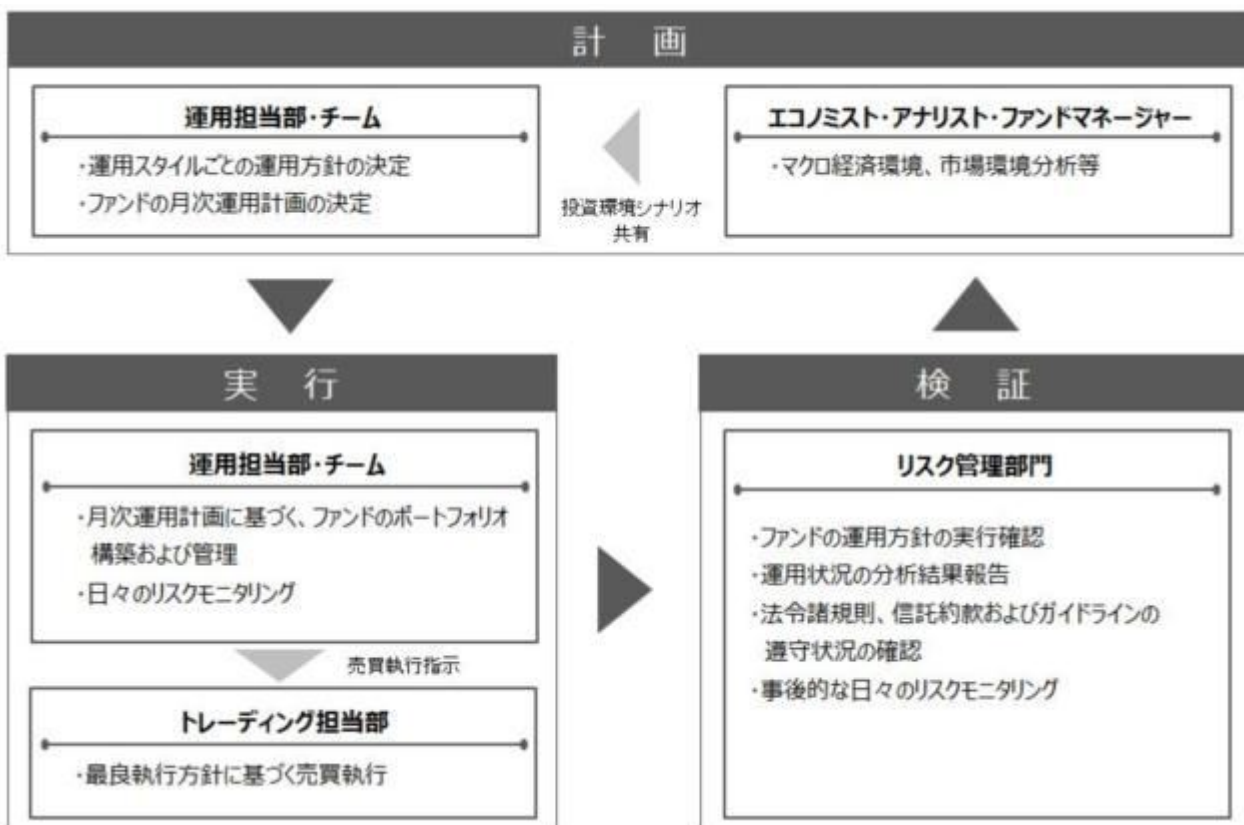 計　画
運用担当部・チーム
・運用スタイルごとの運用方針の決定
・ファンドの月次運用計画の決定
投資環境シナリオ
共有
エコノミスト・アナリスト・ファンドマネージャー
・マクロ経済環境、市場環境分析等
実　行
運用担当部・チーム
・月次運用計画に基づく、ファンドのポートフォリオ
構築および管理
・日々のリスクモニタリング
売買執行指示
トレーディング担当部
・最良執行方針に基づく売買執行
検　証
リスク管理部門
・ファンドの運用方針の実行確認
・運用状況の分析結果報告
・法令諸規則、信託約款およびガイドラインの
遵守状況の確認
・事後的な日々のリスクモニタリング